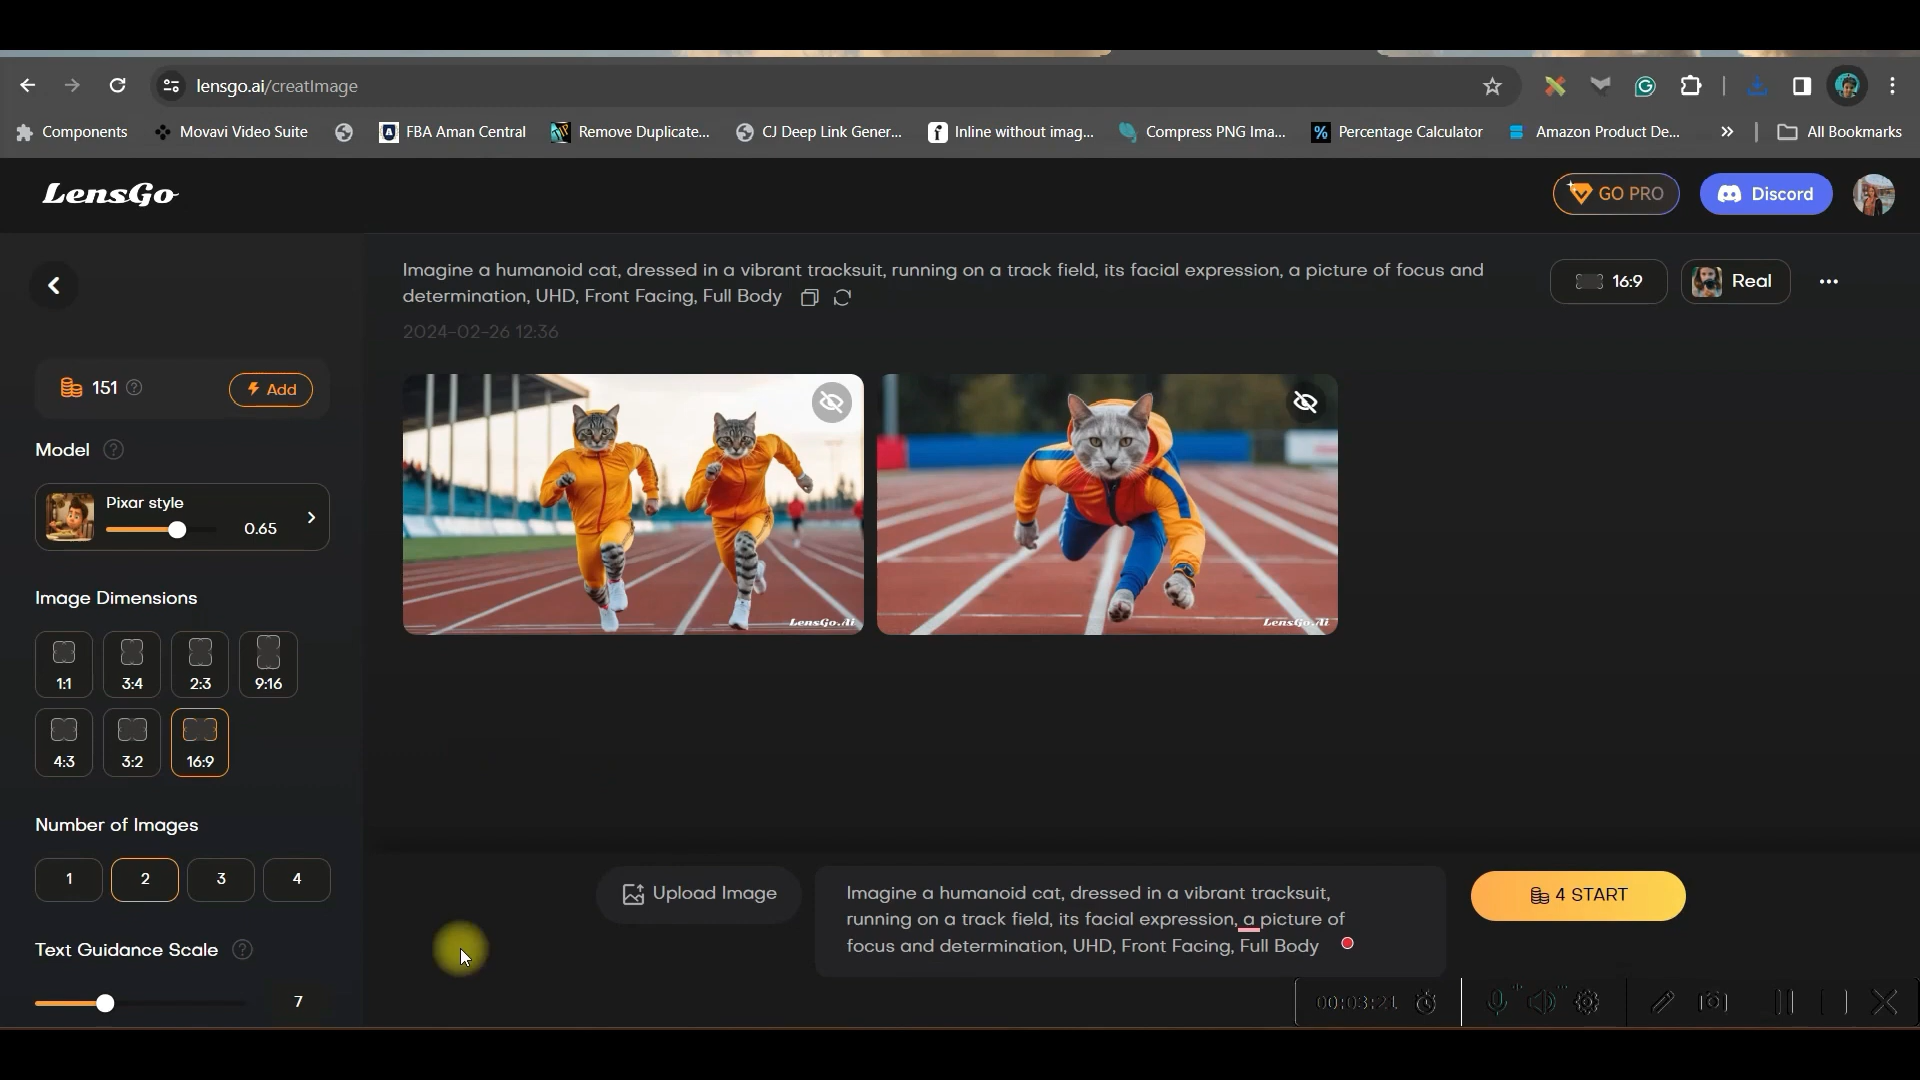 lensgo.ai/creatImage
Components
Movavi Video Suite
FBA Aman Central
Remove Duplicate...
CJ Deep Link Gener...
Inline without imag...
Compress PNG Ima...
Percentage Calculator
Amazon Product De...
All Bookmarks
LensGo
GO PRO
Discord
Imagine a humanoid cat, dressed in a vibrant tracksuit, running on a track field, its facial expression, a picture of focus and
determination, UHD, Front Facing, Full Body
16:9
Real
2024-02-26 12:36
151
Add
Model
Pixar style
0.65
Image Dimensions
1:1
3:4
2:3
9:16
4:3
3:2
16:9
LensGo.Ai
LensGo.Ai
Number of Images
1
2
3
4
Text Guidance Scale
7
Upload Image
Imagine a humanoid cat, dressed in a vibrant tracksuit,
running on a track field, its facial expression, a picture of
focus and determination, UHD, Front Facing, Full Body
4 START
00:03:21